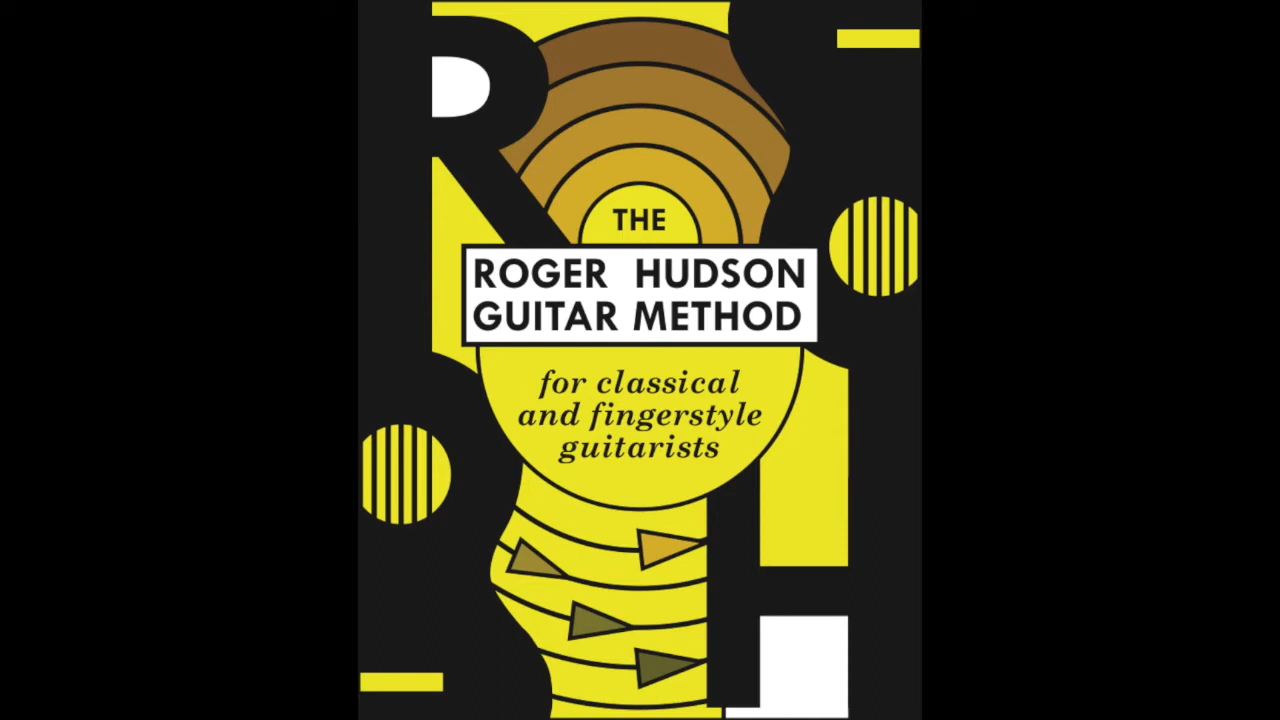 R
THE
ROGER HUDSON
GUITAR METHOD
for classical
and fingerstyle
guitarists
H